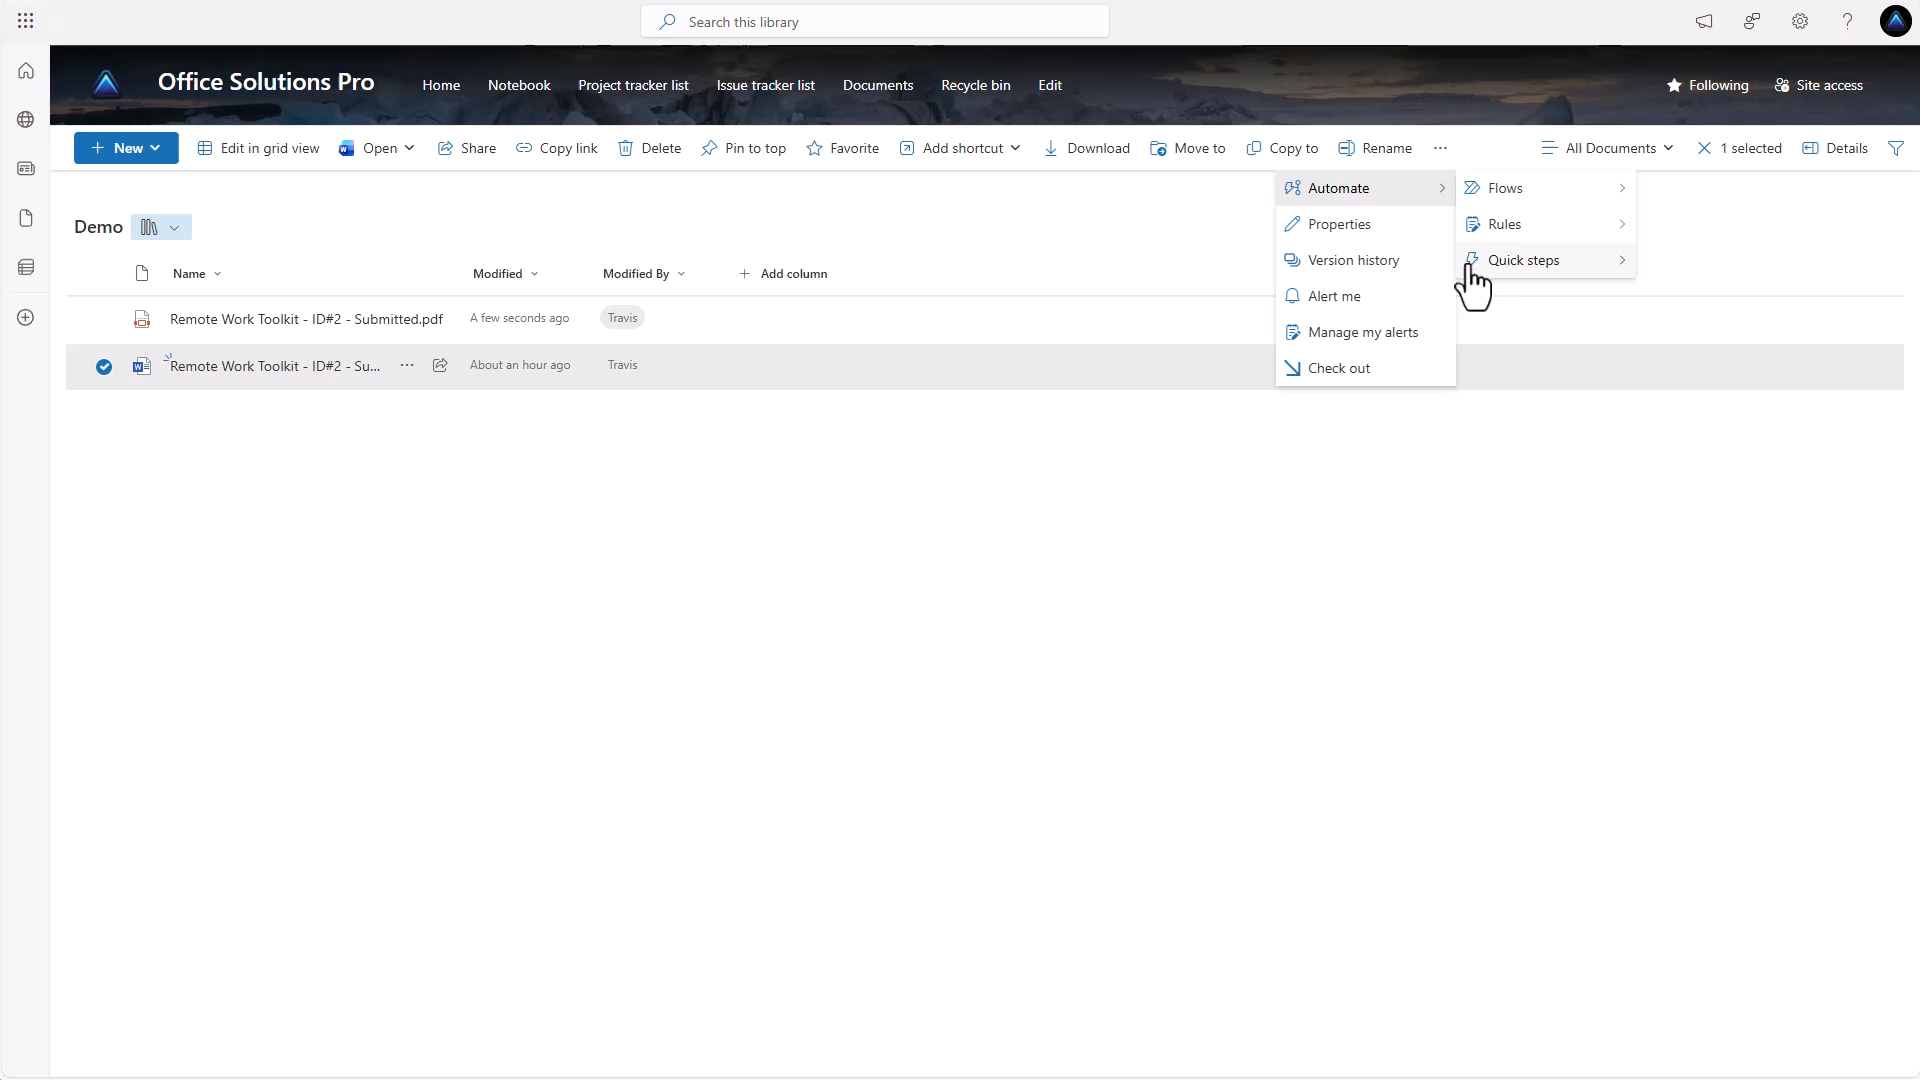 Search this library
Office Solutions Pro
Home Notebook Project tracker list Issue tracker list Documents Recycle bin Edit
Following Site access
New Edit in grid view Open Share Copy link Delete Pin to top Favorite Add shortcut Download Move to Copy to Rename ... All Documents 1 selected Details
Automate
Properties
Version history
Alert me
Manage my alerts
Check out
Flows
Rules
Quick steps
Demo
Name Modified Modified By Add column
Remote Work Toolkit - ID#2 - Submitted.pdf A few seconds ago Travis
Remote Work Toolkit - ID#2 - Su... About an hour ago Travis